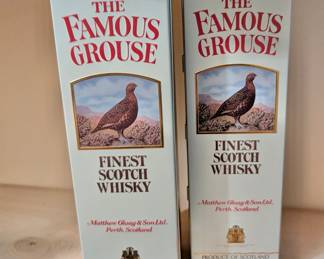 THE
FAMOUS
GROUSE
FINEST
SCOTCH
WHISKY
Matthew Gloag & Son Ltd.
Perth, Scotland
THE
FAMOUS
GROUSE
FINEST
SCOTCH
WHISKY
Matthew Gloag & Son Ltd.
Perth, Scotland
PRODUCT OF SCOTLAND